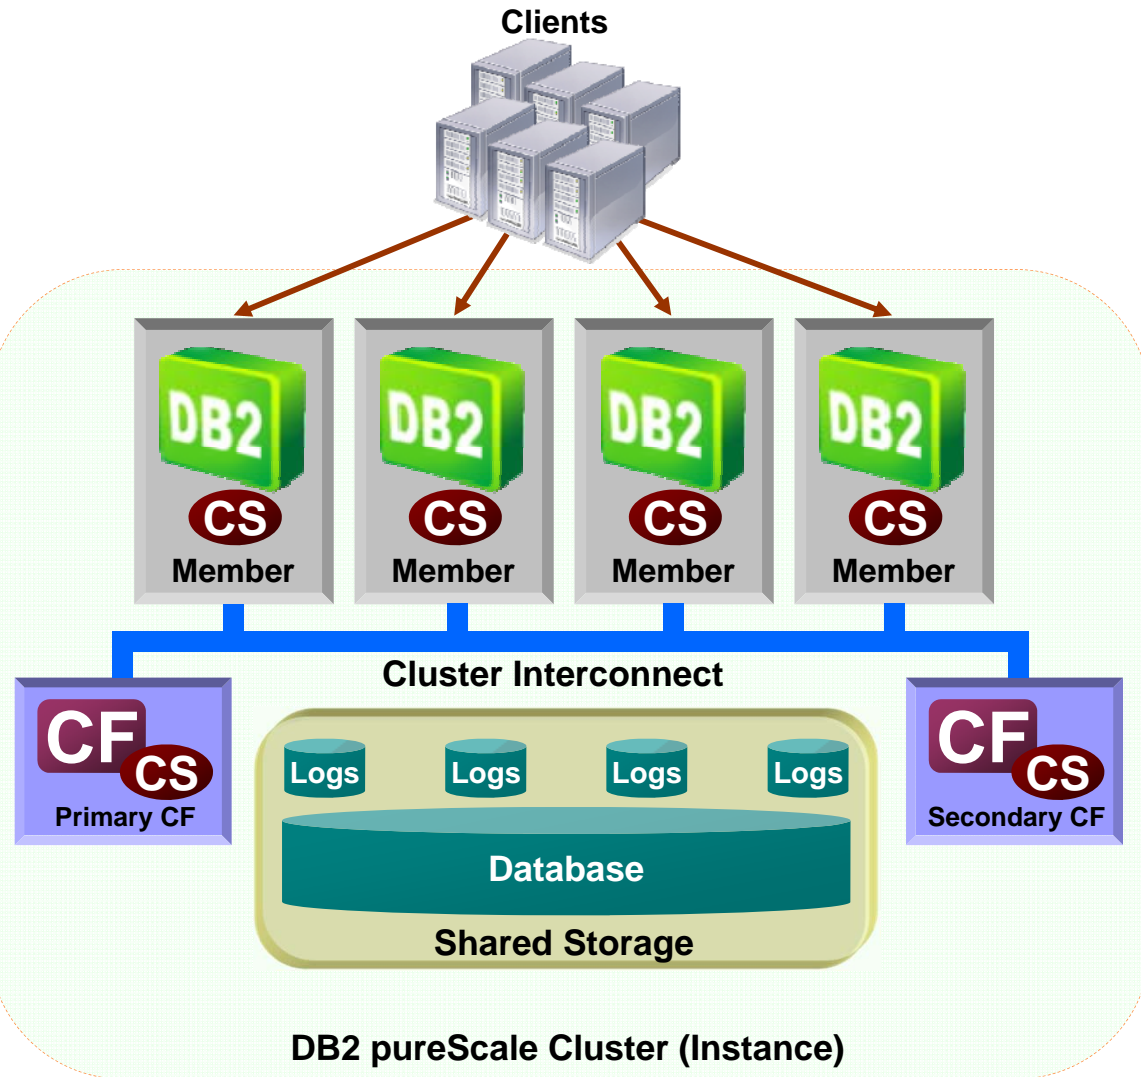 Clients
DB2 DB2 DB2 DB2
CS CS CS CS
Member Member Member Member
Cluster Interconnect
CF CF
CS CS
Primary CF Secondary CF
Logs Logs Logs Logs
Database
Shared Storage
DB2 pureScale Cluster (Instance)